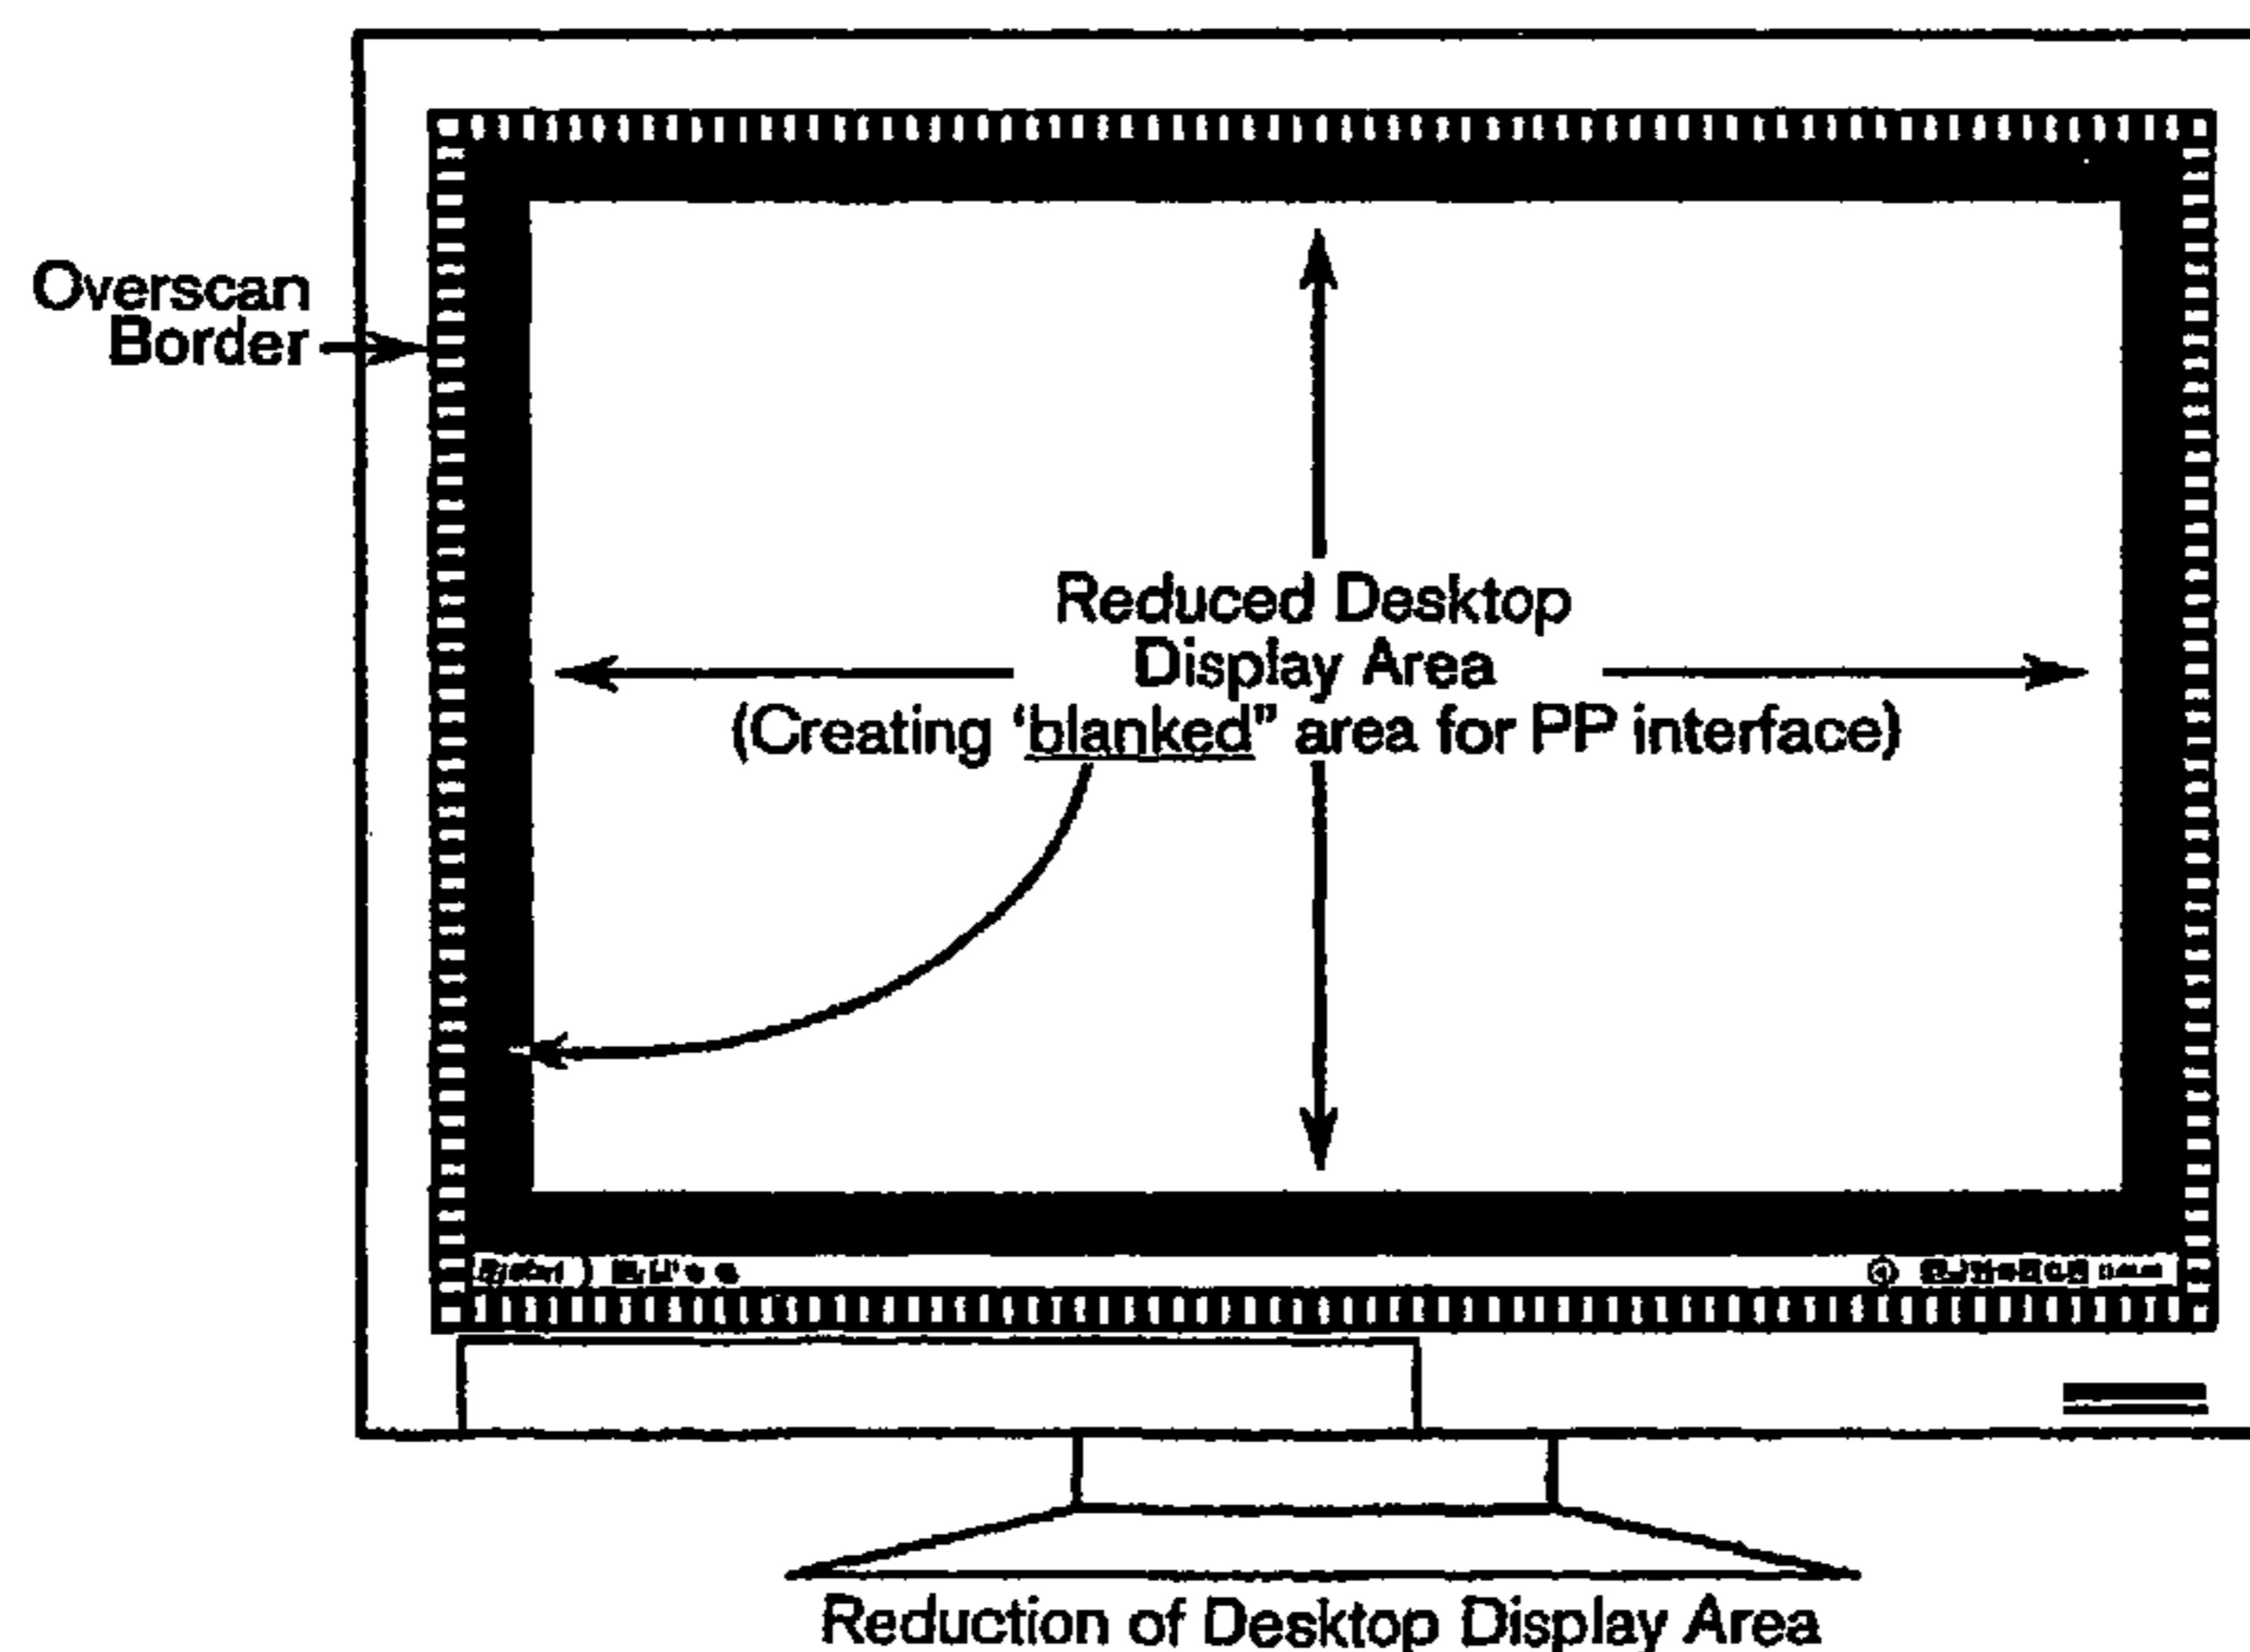 Overscan
Border
Reduced Desktop
Display Area
(Creating ‘blanked” area for PP interface)
Reduction of Desktop Display Area